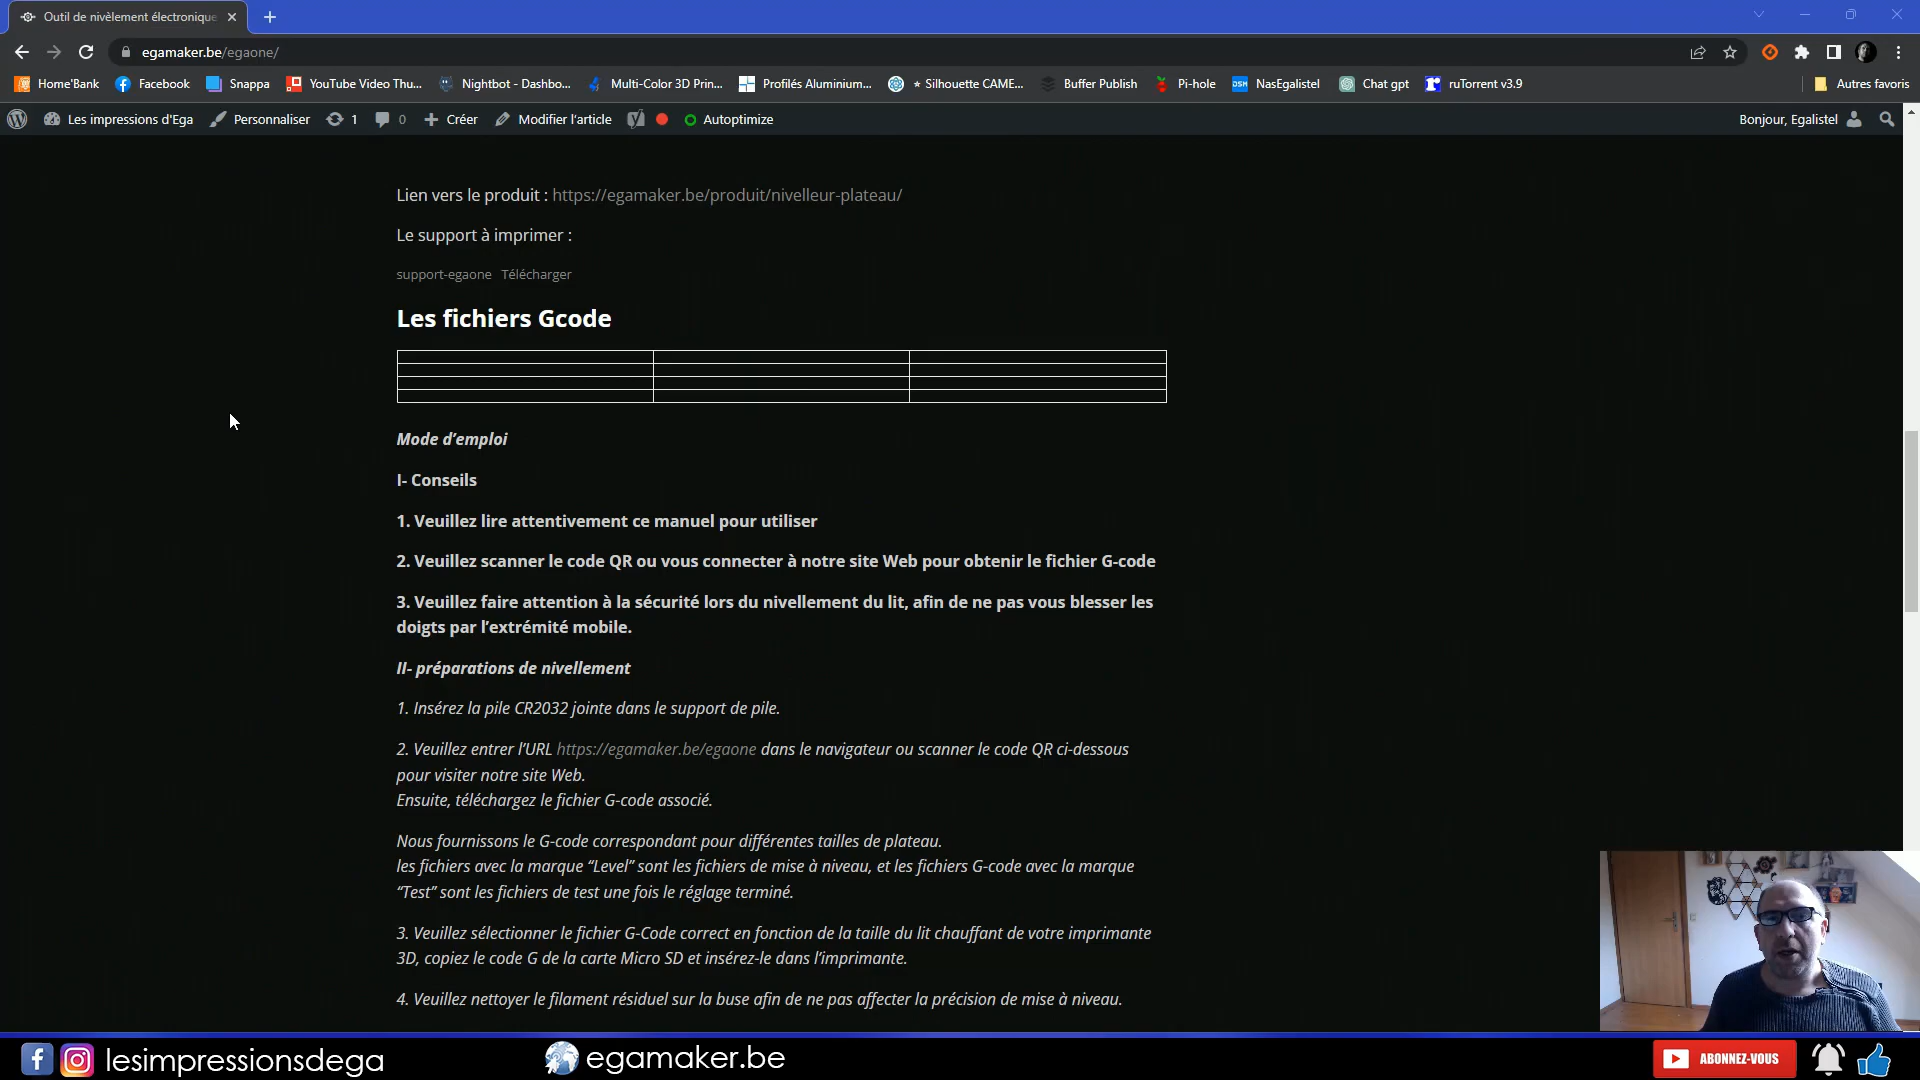 Outil de nivèlement électronique
egamaker.be/egaone/
Home'Bank
Facebook
Snappa
YouTube Video Thu...
Nightbot - Dashbo...
Multi-Color 3D Prin...
Profilés Aluminium...
★ Silhouette CAME...
Buffer Publish
Pi-hole
DSM
NasEgalistel
Chat gpt
ruTorrent v3.9
Autres favoris
Les impressions d'Ega
Personnaliser
1
0
Créer
Modifier l'article
Autoptimize
Bonjour, Egalistel
Lien vers le produit : https://egamaker.be/produit/nivelleur-plateau/
Le support à imprimer :
support-egaone Télécharger
Les fichiers Gcode
Mode d'emploi
I- Conseils
1. Veuillez lire attentivement ce manuel pour utiliser
2. Veuillez scanner le code QR ou vous connecter à notre site Web pour obtenir le fichier G-code
3. Veuillez faire attention à la sécurité lors du nivellement du lit, afin de ne pas vous blesser les
doigts par l'extrémité mobile.
II- préparations de nivellement
1. Insérez la pile CR2032 jointe dans le support de pile.
2. Veuillez entrer l'URL https://egamaker.be/egaone dans le navigateur ou scanner le code QR ci-dessous
pour visiter notre site Web.
Ensuite, téléchargez le fichier G-code associé.
Nous fournissons le G-code correspondant pour différentes tailles de plateau.
les fichiers avec la marque “Level” sont les fichiers de mise à niveau, et les fichiers G-code avec la marque
“Test” sont les fichiers de test une fois le réglage terminé.
3. Veuillez sélectionner le fichier G-Code correct en fonction de la taille du lit chauffant de votre imprimante
3D, copiez le code G de la carte Micro SD et insérez-le dans l'imprimante.
4. Veuillez nettoyer le filament résiduel sur la buse afin de ne pas affecter la précision de mise à niveau.
lesimpressionsdega
egamaker.be
ABONNEZ-VOUS